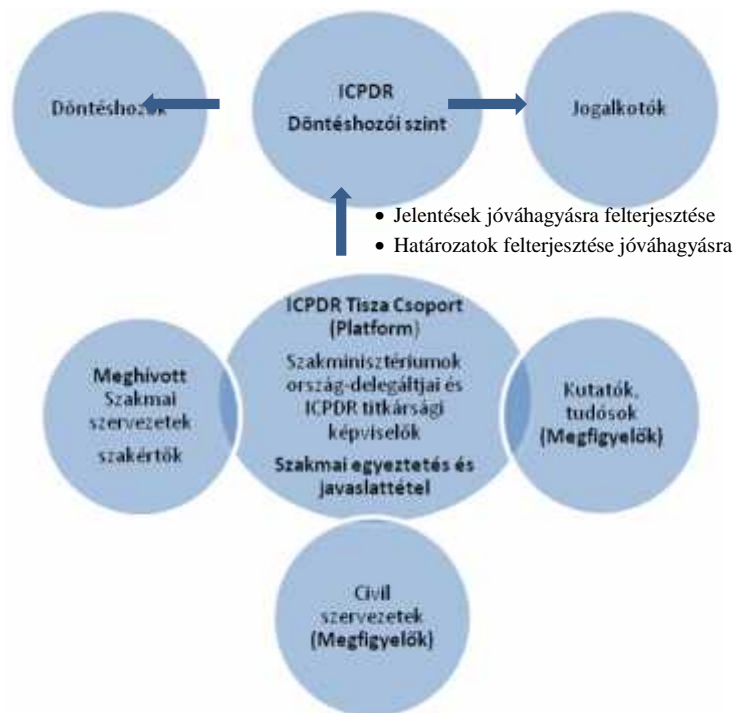 Döntéshozók
ICPDR
Döntéshozói szint
Jogalkotók
• Jelentések jóváhagyásra felterjesztése
• Határozatok felterjesztése jóváhagyásra
ICPDR Tisza Csoport
(Platform)
Szakminisztériumok
ország-delegáltjai és
ICPDR titkársági
képviselők
Szakmai egyeztetés és
javaslattétel
Meghívott
Szakmai
szervezetek
szakértők
Kutatók,
tudósok
(Megfigyelők)
Civil
szervezetek
(Megfigyelők)